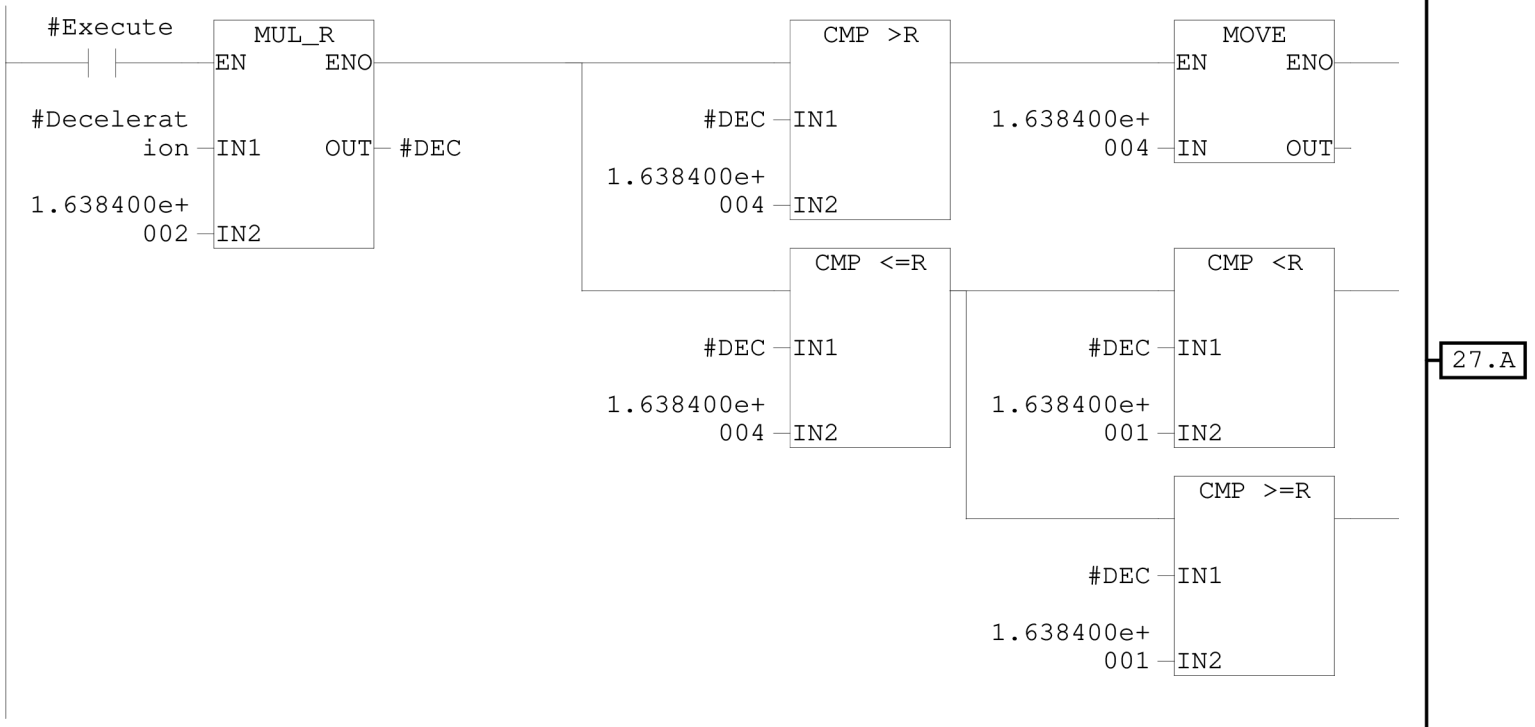 #Execute
MUL_R
CMP >R
MOVE
EN ENO
EN ENO
#Decelerat
ion
IN1 OUT
#DEC
#DEC
IN1
1.638400e+
004
IN OUT
1.638400e+
002
IN2
1.638400e+
004
IN2
CMP <=R
CMP <R
#DEC
IN1
#DEC
IN1
27.A
1.638400e+
004
IN2
1.638400e+
001
IN2
CMP >=R
#DEC
IN1
1.638400e+
001
IN2